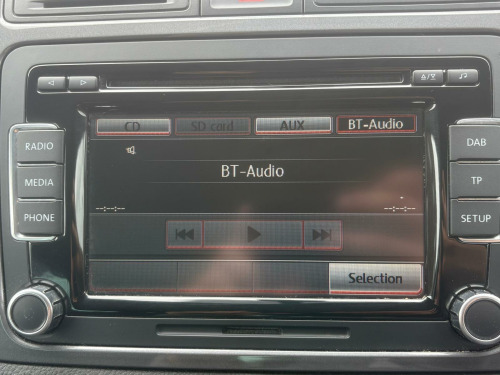 CD SD card AUX BT-Audio
RADIO
MEDIA
PHONE
BT-Audio
--:--:-- --:--:--
Selection
DAB
TP
SETUP